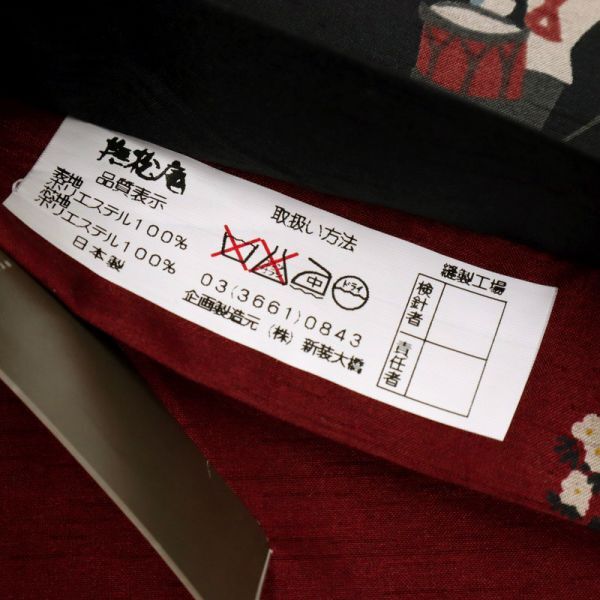 撫松庵
品質表示
表地
ポリエステル100%
裏地
ポリエステル100%
日本製
取扱い方法
中
ドライ
03(3661)0843
企画製造元 (株) 新装大橋
縫製工場
検針者
責任者